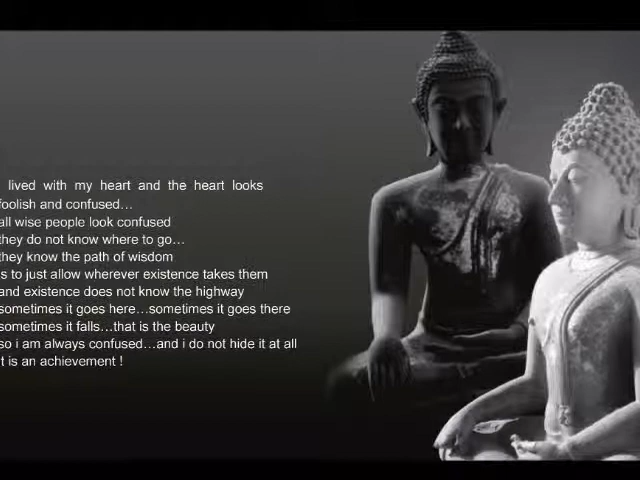 lived with my heart and the heart looks
foolish and confused...
all wise people look confused
they do not know where to go...
they know the path of wisdom
is to just allow wherever existence takes them
and existence does not know the highway
sometimes it goes here...sometimes it goes there
sometimes it falls...that is the beauty
so i am always confused...and i do not hide it at all
it is an achievement !